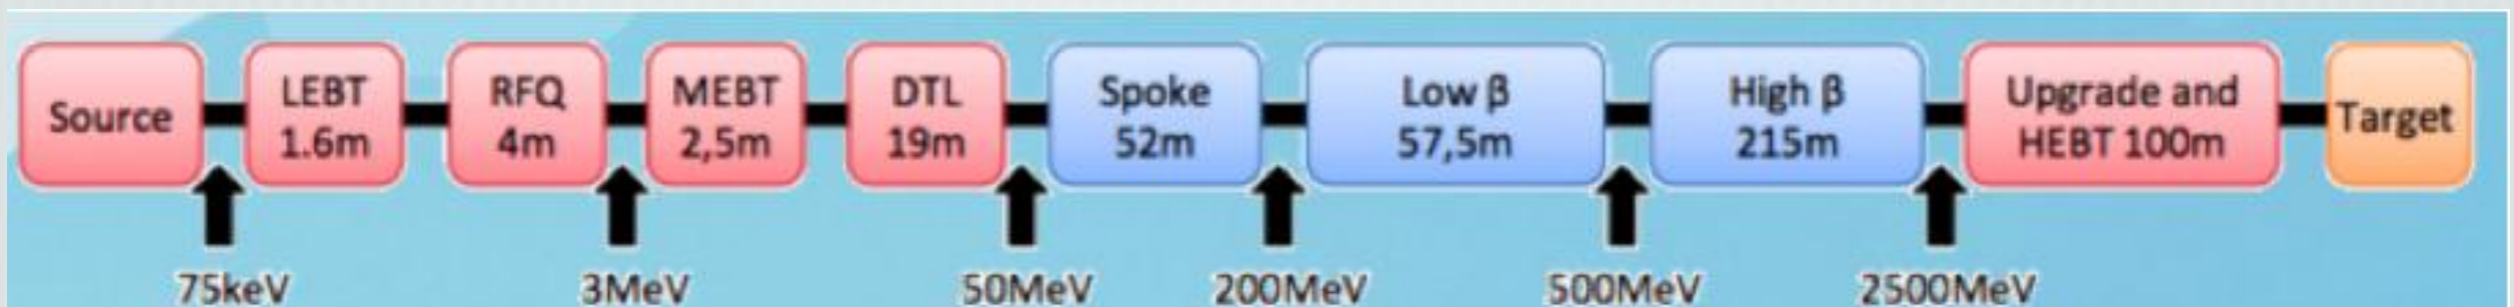 Source
LEBT
1.6m
RFQ
4m
MEBT
2,5m
DTL
19m
Spoke
52m
Low β
57,5m
High β
215m
Upgrade and
HEBT 100m
Target
75keV
3MeV
50MeV
200MeV
500MeV
2500MeV